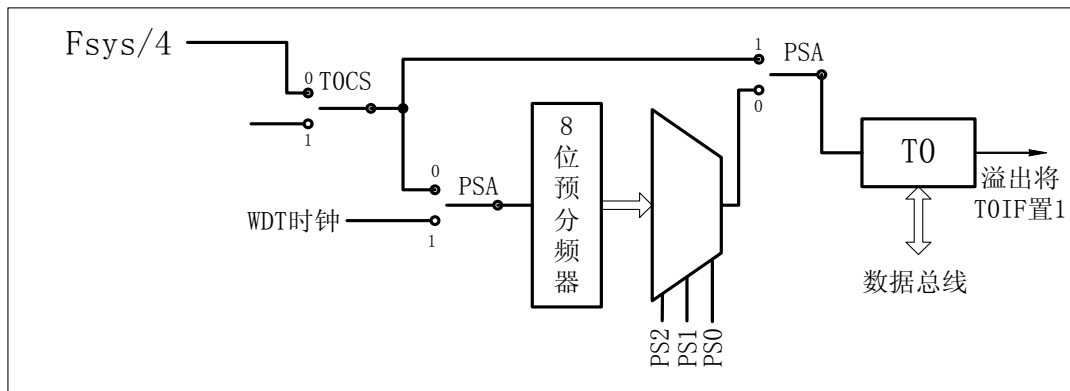 Fsys/4
0
T0CS
1
1
PSA
0
0
PSA
WDT时钟
1
8位预分频器
PS2
PS1
PS0
T0
溢出将
T0IF置1
数据总线